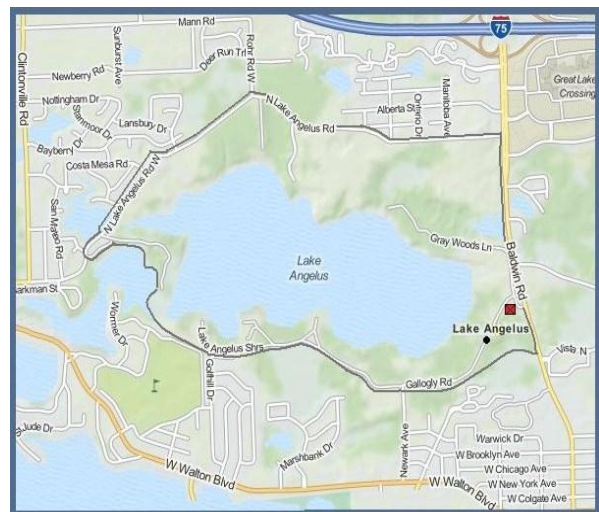 Mann Rd
75
Clintonville Rd
Sunburst Ave
Deer Run Trl
Rohr Rd W
Newberry Rd
Great Lake
Crossing
Nottingham Dr
Stanmoor Dr
Lansbury Dr
N Lake Angelus Rd
Alberta St
Ontario Dr
Manitoba Ave
Bayberry Dr
Costa Mesa Rd
N Lake Angelus Rd W
San Mateo Rd
Gray Woods Ln
Baldwin Rd
Lake
Angelus
arkman St
Wormer Dr
Lake Angelus
Lake Angelus Shrs
Vista N
Golfhill Dr
Gallogly Rd
Newark Ave
St Jude Dr
Marshbank Dr
Warwick Dr
W Brooklyn Ave
W Chicago Ave
W New York Ave
W Colgate Ave
W Walton Blvd
W Walton Blvd